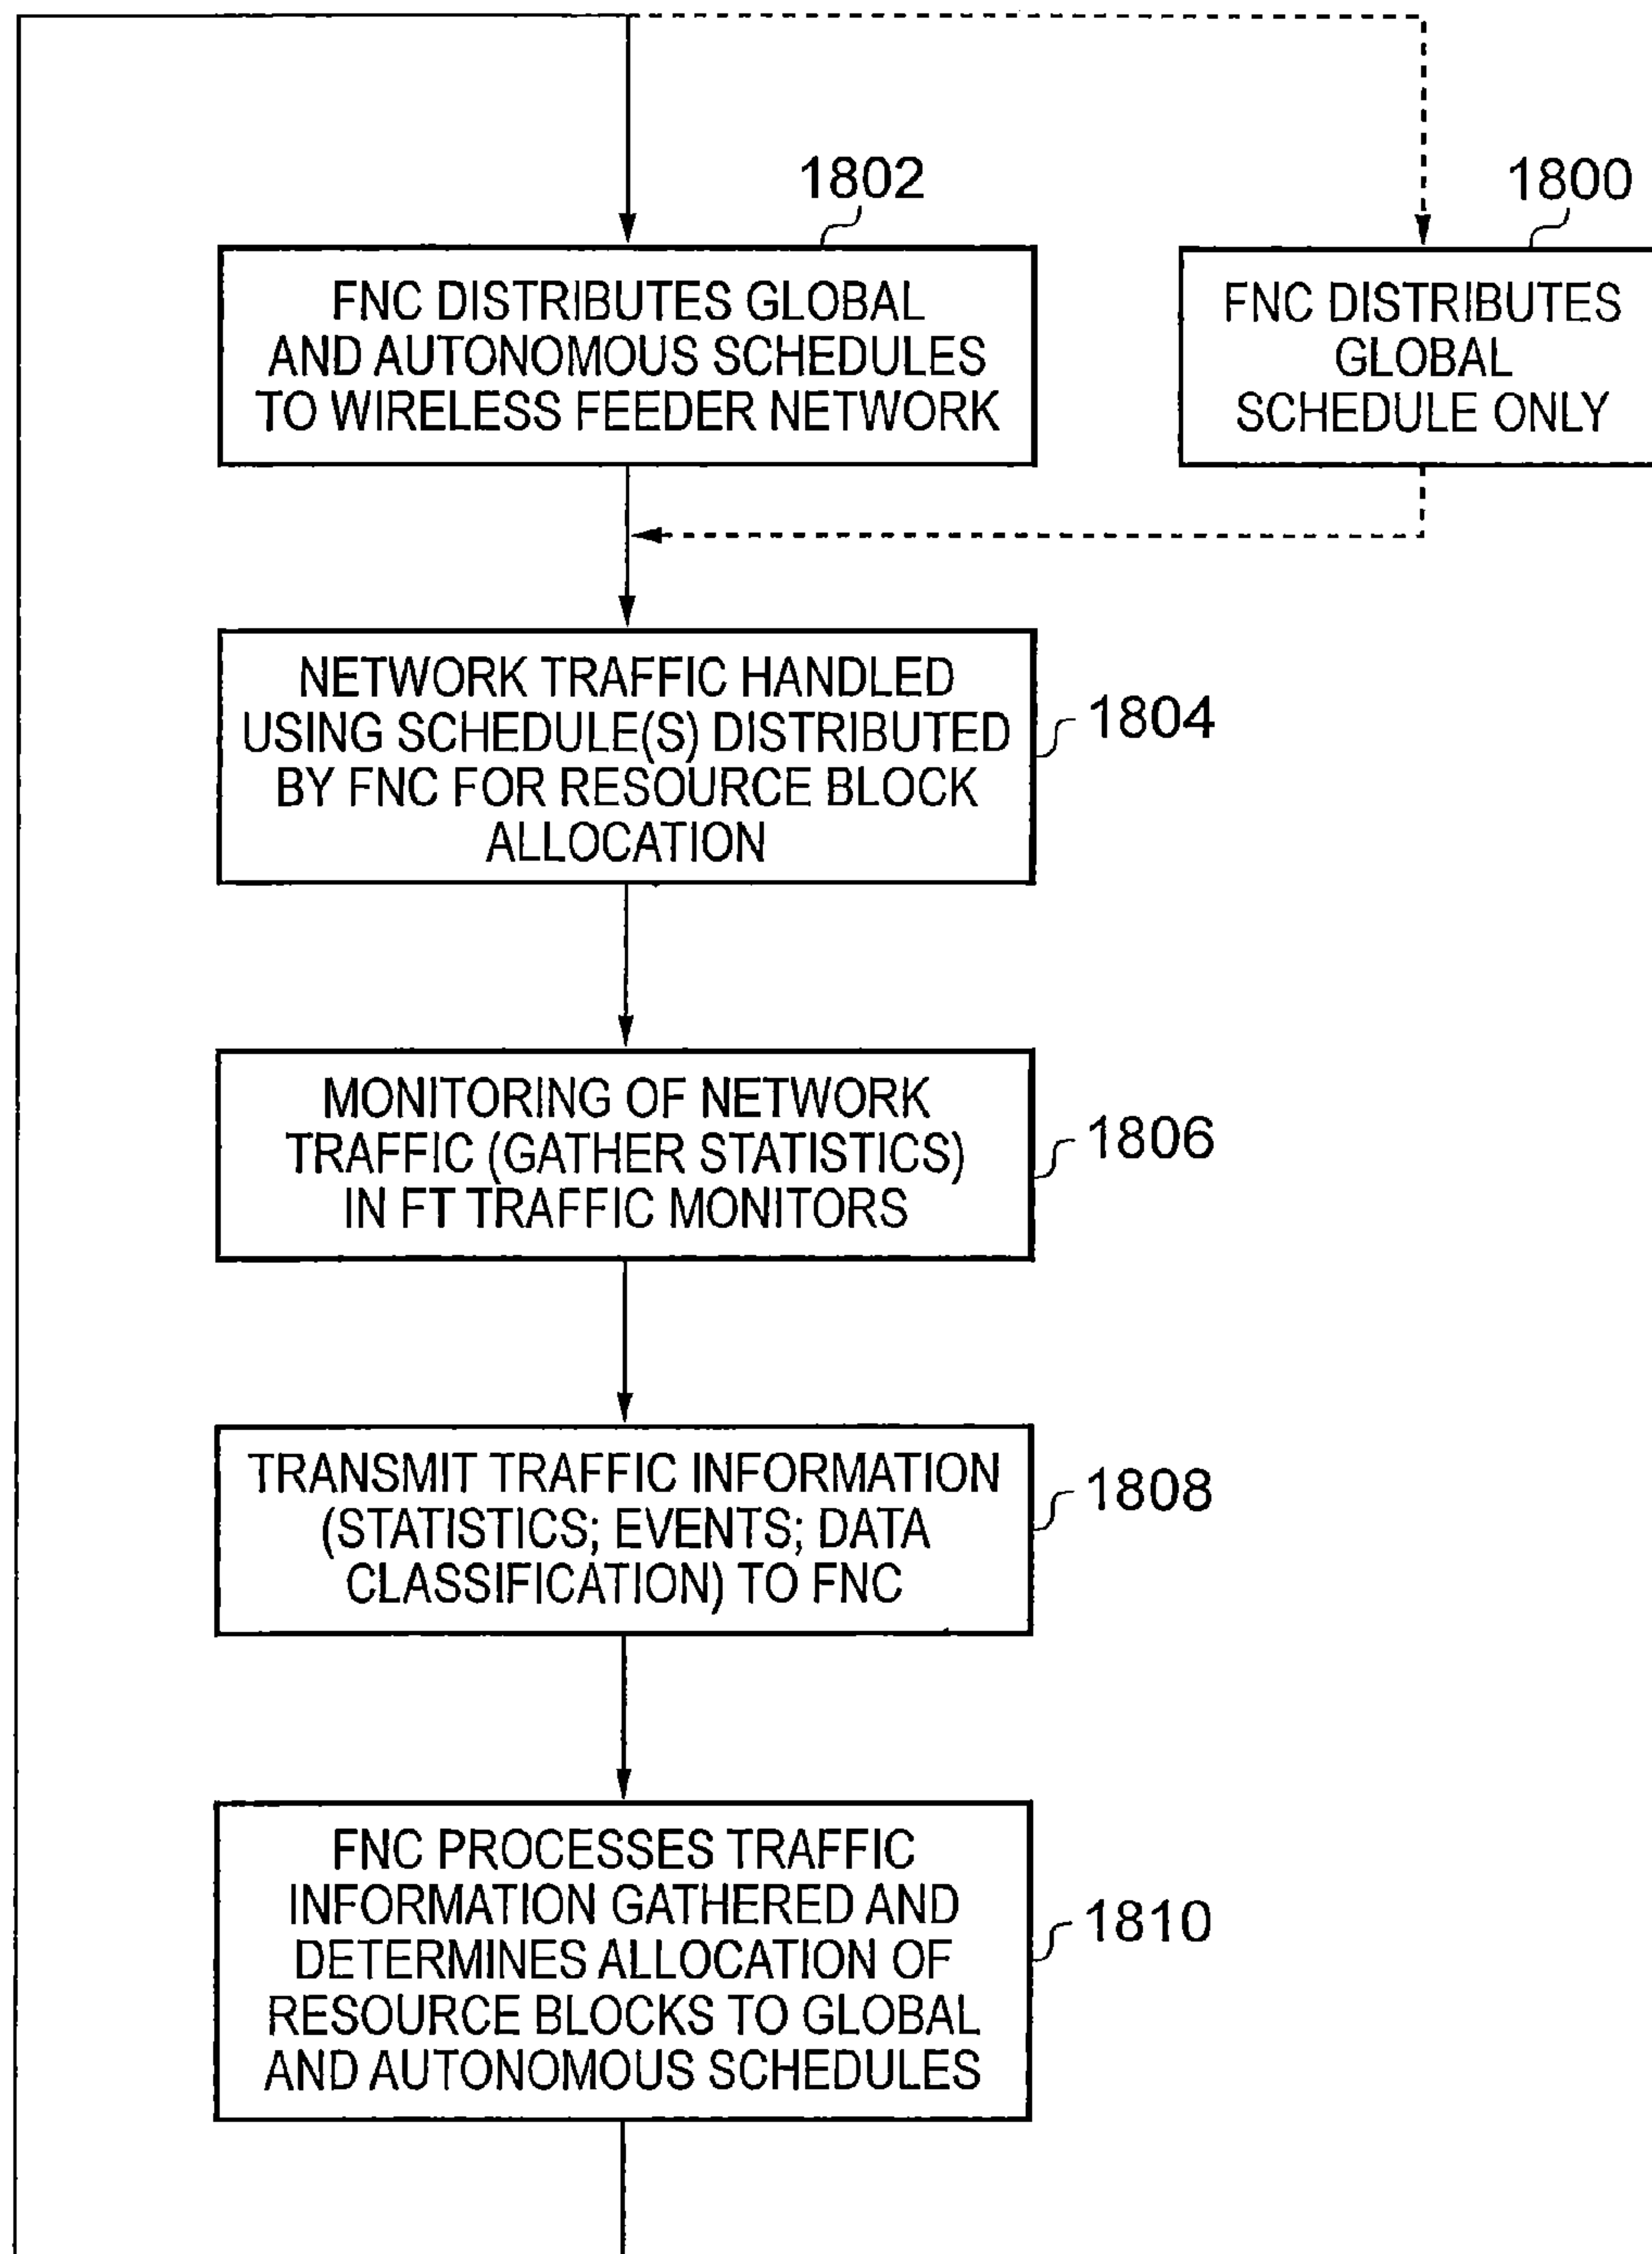 1802
1800
FNC DISTRIBUTES GLOBAL
AND AUTONOMOUS SCHEDULES
TO WIRELESS FEEDER NETWORK
FNC DISTRIBUTES
GLOBAL
SCHEDULE ONLY
NETWORK TRAFFIC HANDLED
USING SCHEDULE(S) DISTRIBUTED
BY FNC FOR RESOURCE BLOCK
ALLOCATION
1804
MONITORING OF NETWORK
TRAFFIC (GATHER STATISTICS)
IN FT TRAFFIC MONITORS
1806
TRANSMIT TRAFFIC INFORMATION
(STATISTICS; EVENTS; DATA
CLASSIFICATION) TO FNC
1808
FNC PROCESSES TRAFFIC
INFORMATION GATHERED AND
DETERMINES ALLOCATION OF
RESOURCE BLOCKS TO GLOBAL
AND AUTONOMOUS SCHEDULES
1810